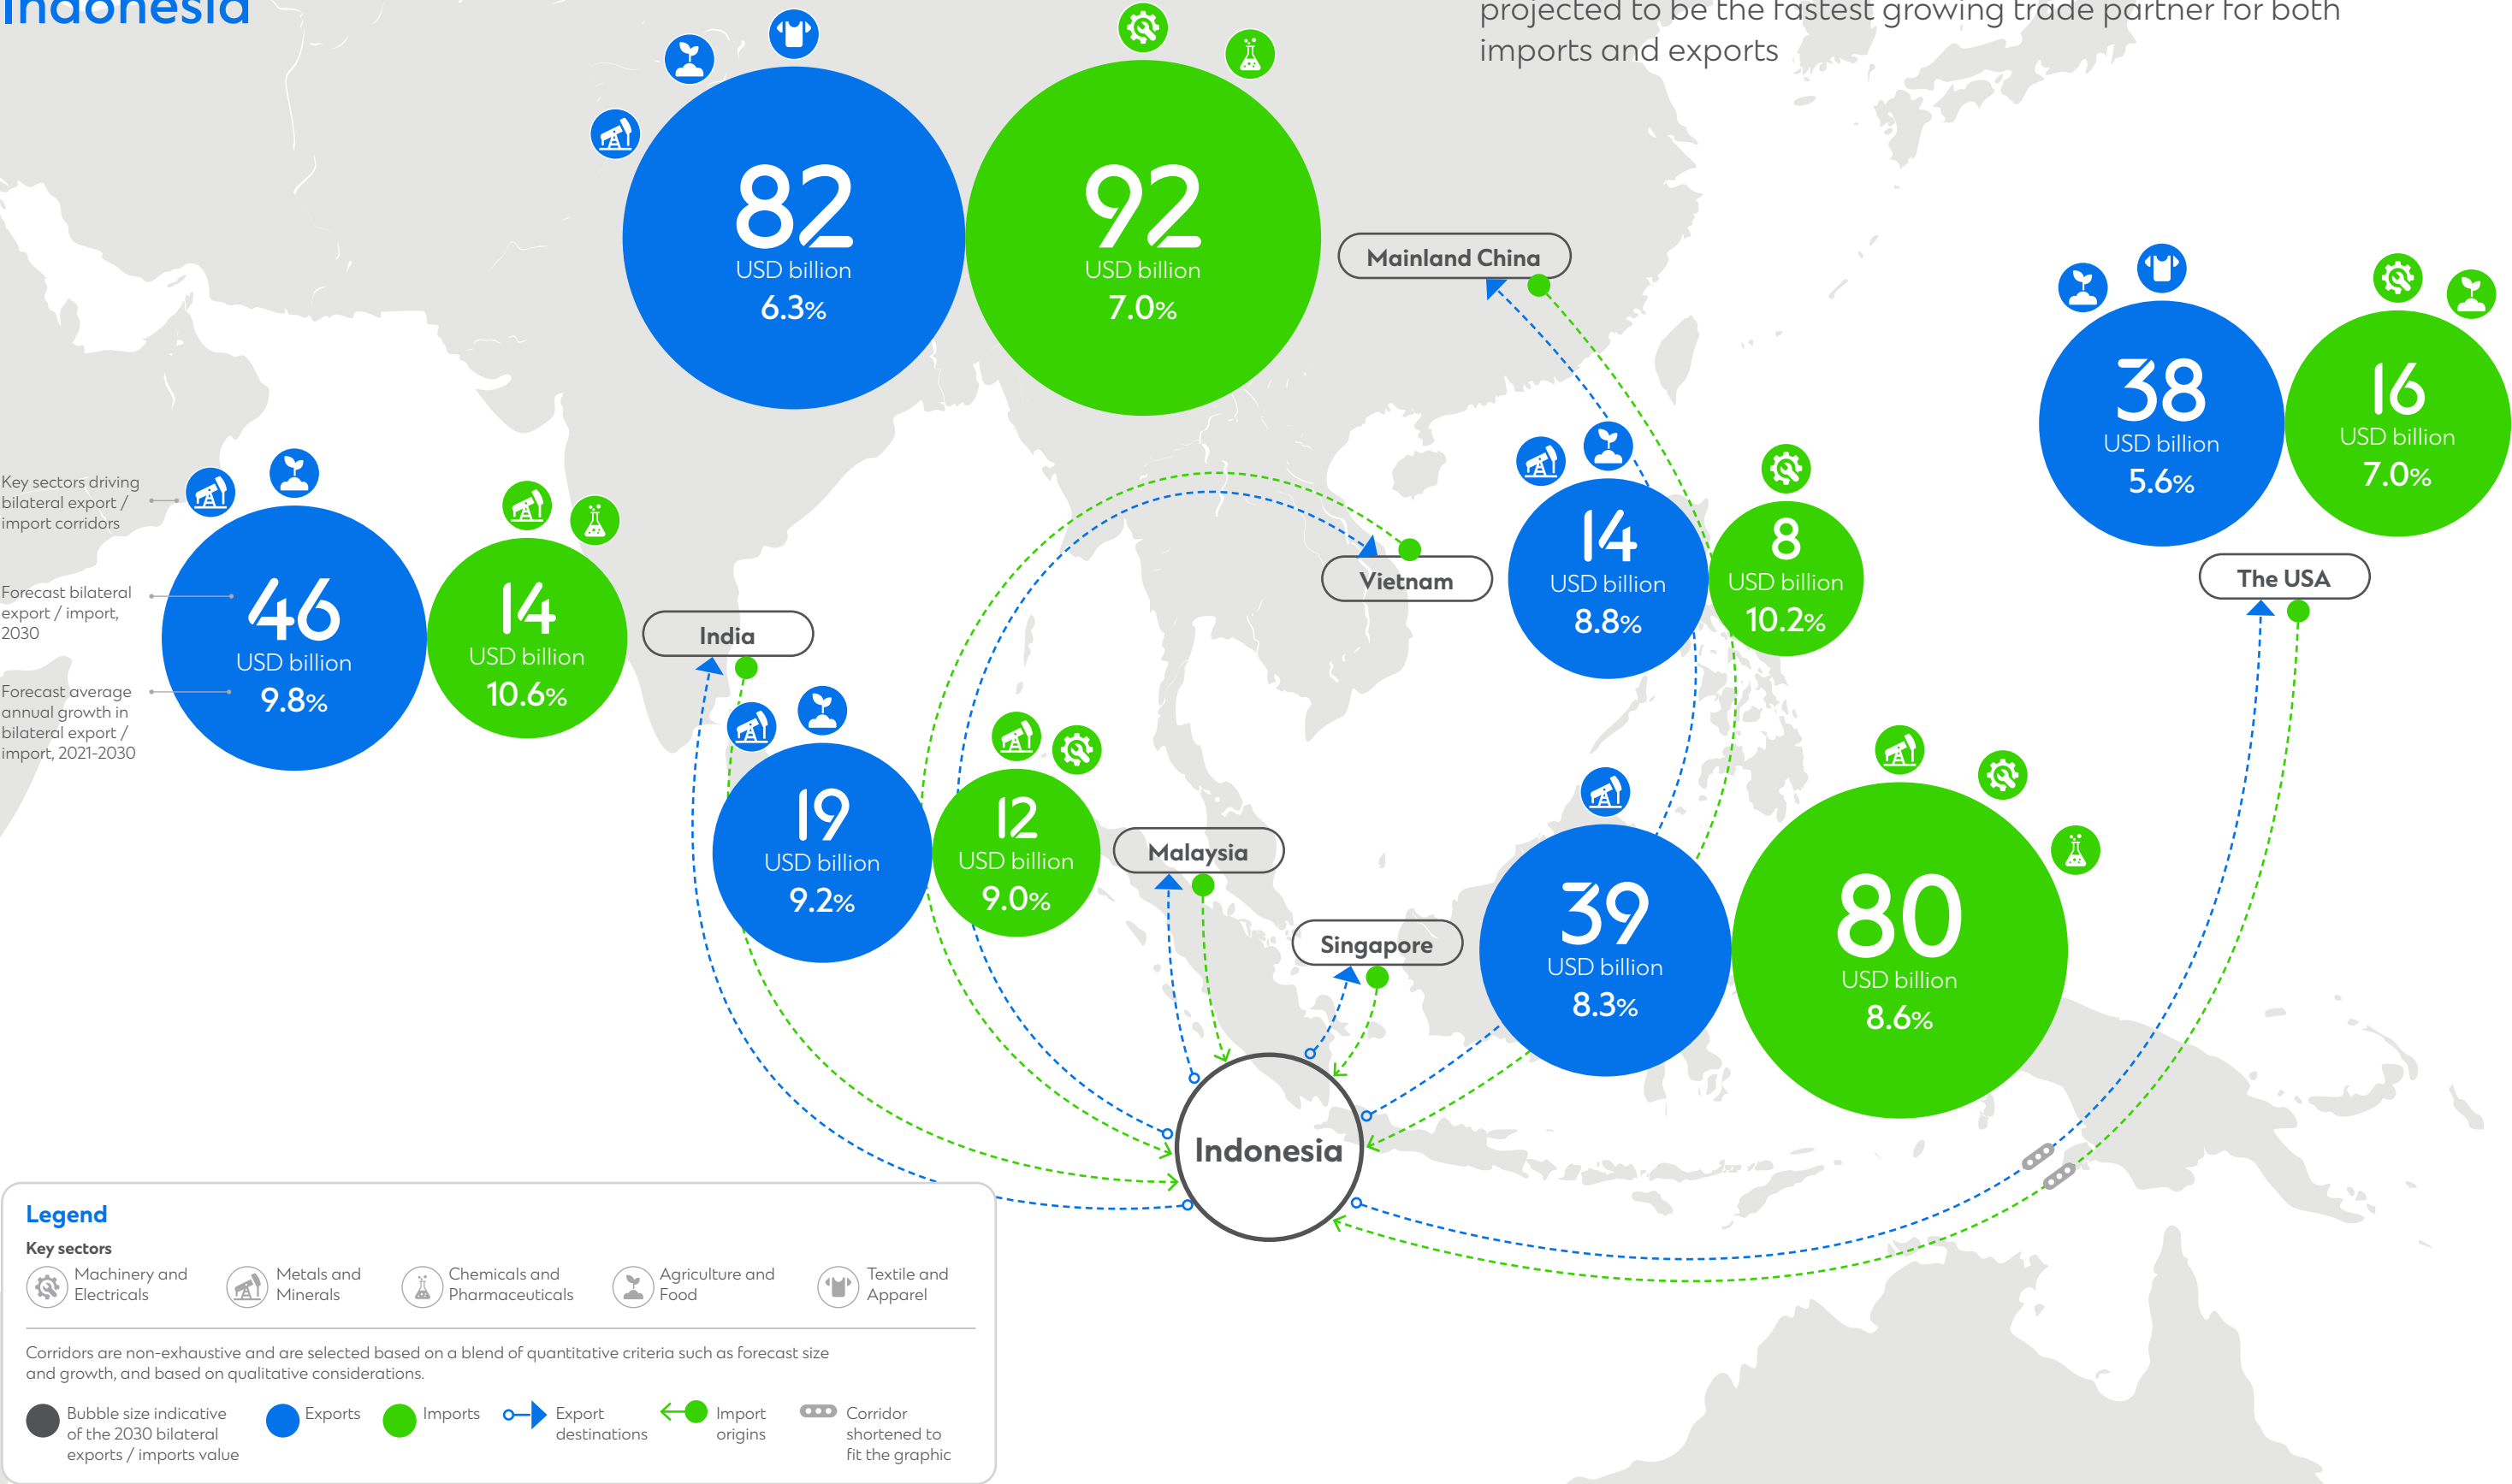 Indonesia
projected to be the fastest growing trade partner for both
imports and exports
82
USD billion
6.3%
92
USD billion
7.0%
Mainland China
38
USD billion
5.6%
16
USD billion
7.0%
The USA
Key sectors driving
bilateral export /
import corridors
Forecast bilateral
export / import,
2030
Forecast average
annual growth in
bilateral export /
import, 2021-2030
46
USD billion
9.8%
14
USD billion
10.6%
India
Vietnam
14
USD billion
8.8%
8
USD billion
10.2%
19
USD billion
9.2%
12
USD billion
9.0%
Malaysia
Singapore
39
USD billion
8.3%
80
USD billion
8.6%
Indonesia
Legend
Key sectors
Machinery and
Electricals
Metals and
Minerals
Chemicals and
Pharmaceuticals
Agriculture and
Food
Textile and
Apparel
Corridors are non-exhaustive and are selected based on a blend of quantitative criteria such as forecast size
and growth, and based on qualitative considerations.
Bubble size indicative
of the 2030 bilateral
exports / imports value
Exports
Imports
Export
destinations
Import
origins
Corridor
shortened to
fit the graphic